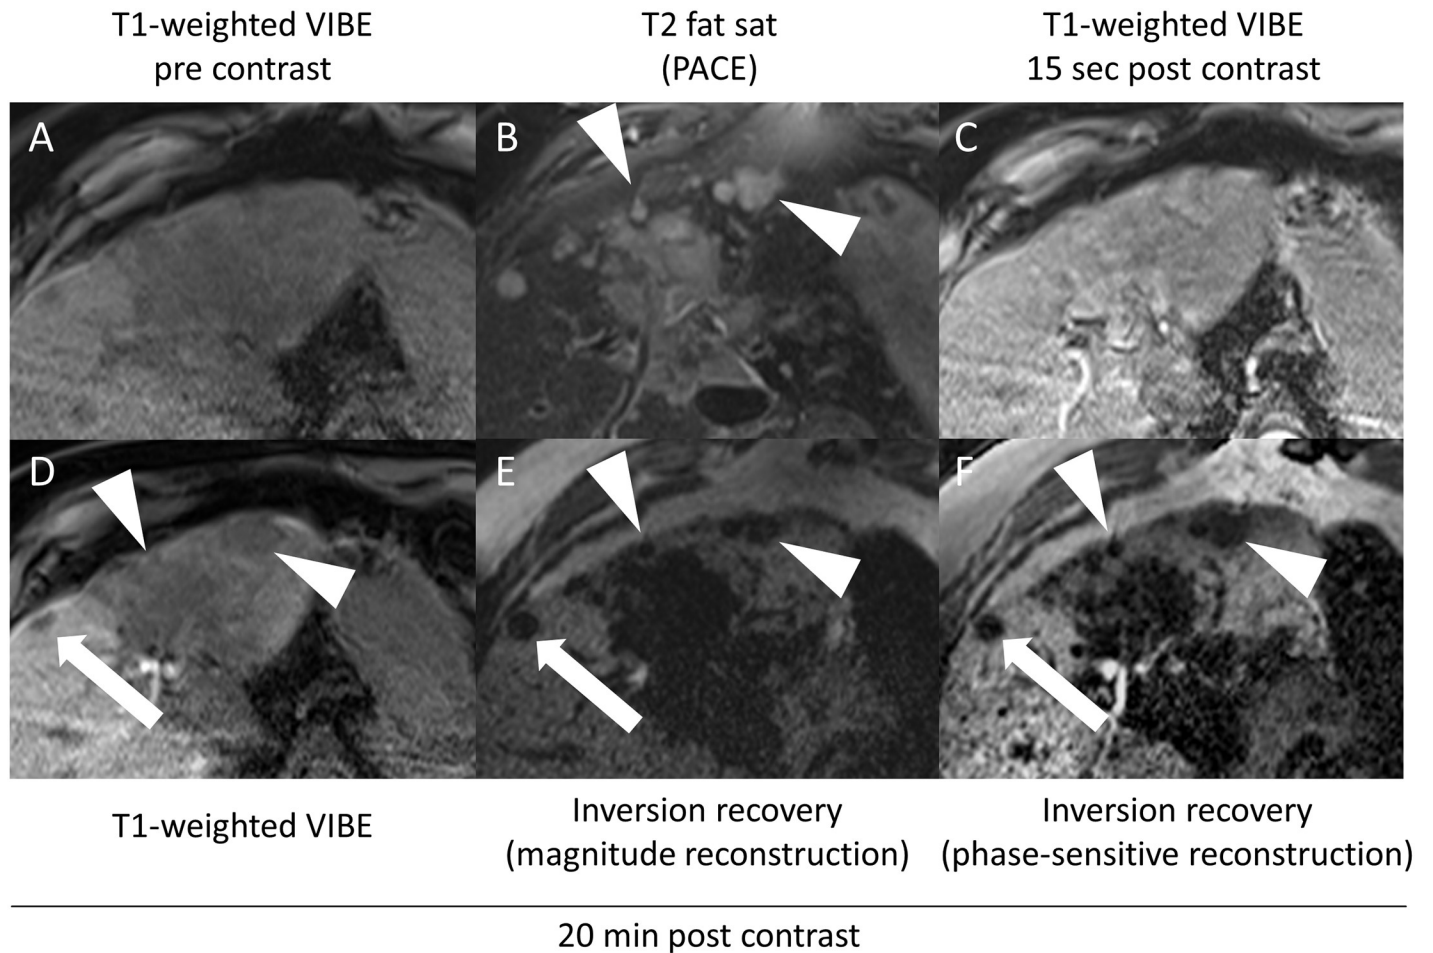 T1-weighted VIBE
pre contrast
T2 fat sat
(PACE)
T1-weighted VIBE
15 sec post contrast
A
B
C
D
E
F
T1-weighted VIBE
Inversion recovery
(magnitude reconstruction)
Inversion recovery
(phase-sensitive reconstruction)
20 min post contrast